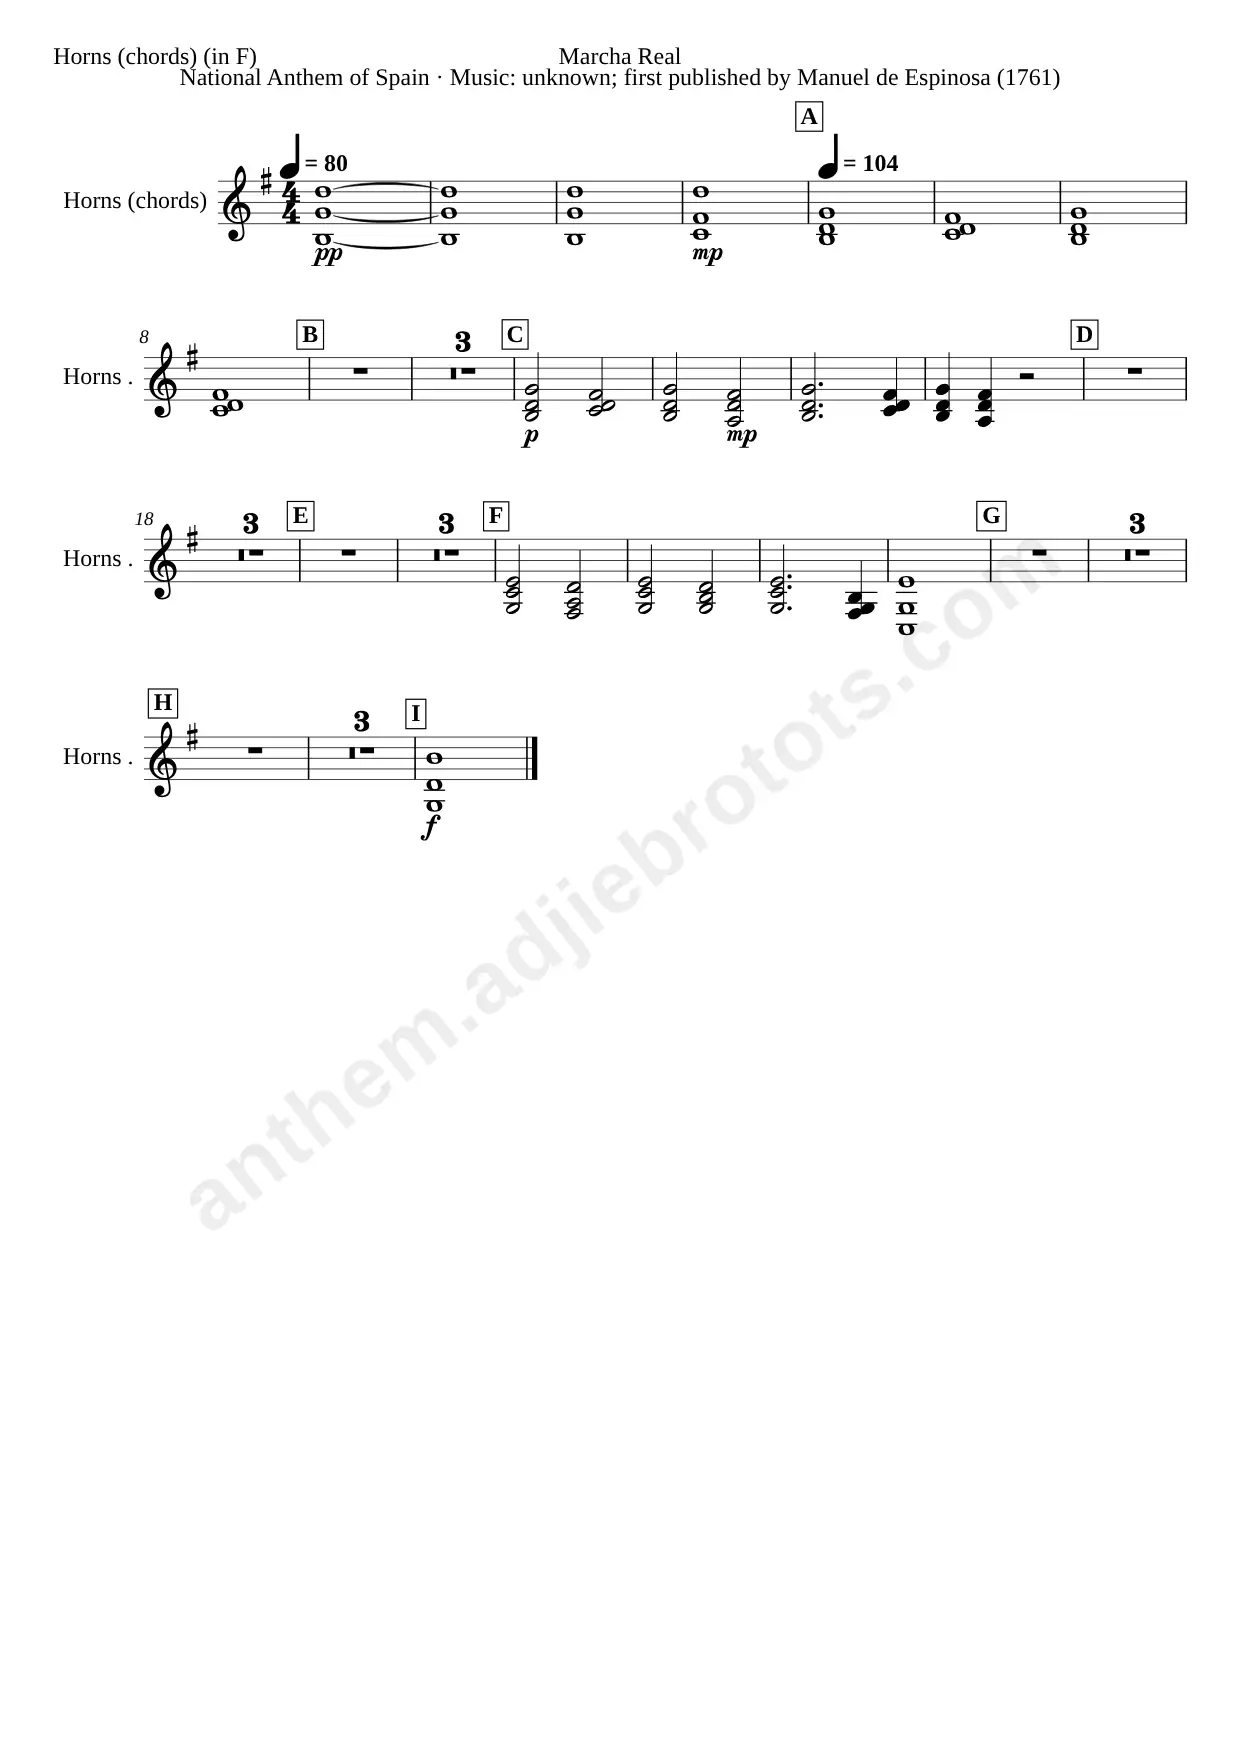 Horns (chords) (in F)
Marcha Real
National Anthem of Spain · Music: unknown; first published by Manuel de Espinosa (1761)
A
= 80
= 104
Horns (chords)
4
4
pp
mp
8
B
3
C
D
Horns .
p
mp
18
3
E
3
F
G
3
Horns .
H
3
I
Horns .
f
anthem.adjiebrotots.com